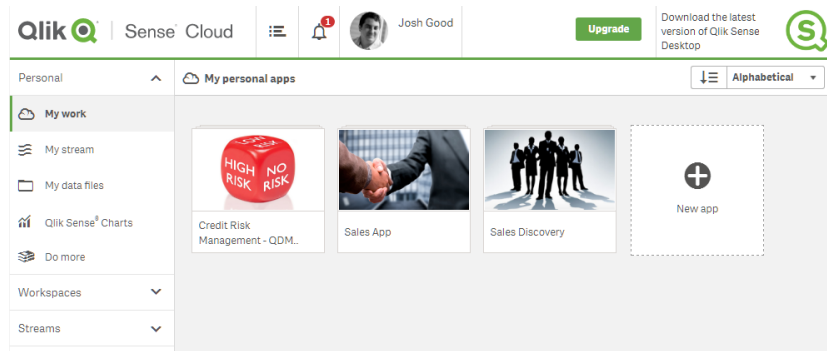 Qlik Q Sense® Cloud
1
Josh Good
Upgrade
Download the latest
version of Qlik Sense
Desktop
S
Personal
My personal apps
Alphabetical
My work
My stream
My data files
Qlik Sense® Charts
Do more
Workspaces
Streams
LOW
RISK
HIGH
RISK
NO
RISK
Credit Risk
Management - QDM...
Sales App
Sales Discovery
New app